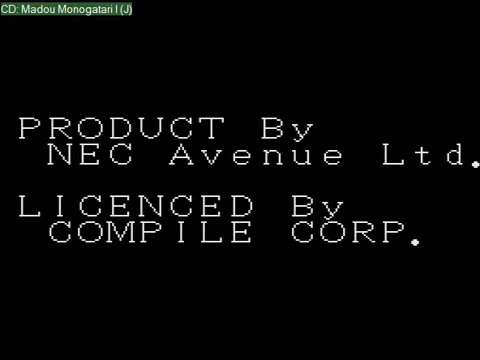 CD: Madou Monogatari I (J)
PRODUCT By
NEC Avenue Ltd.
LICENCED By
COMPILE CORP.